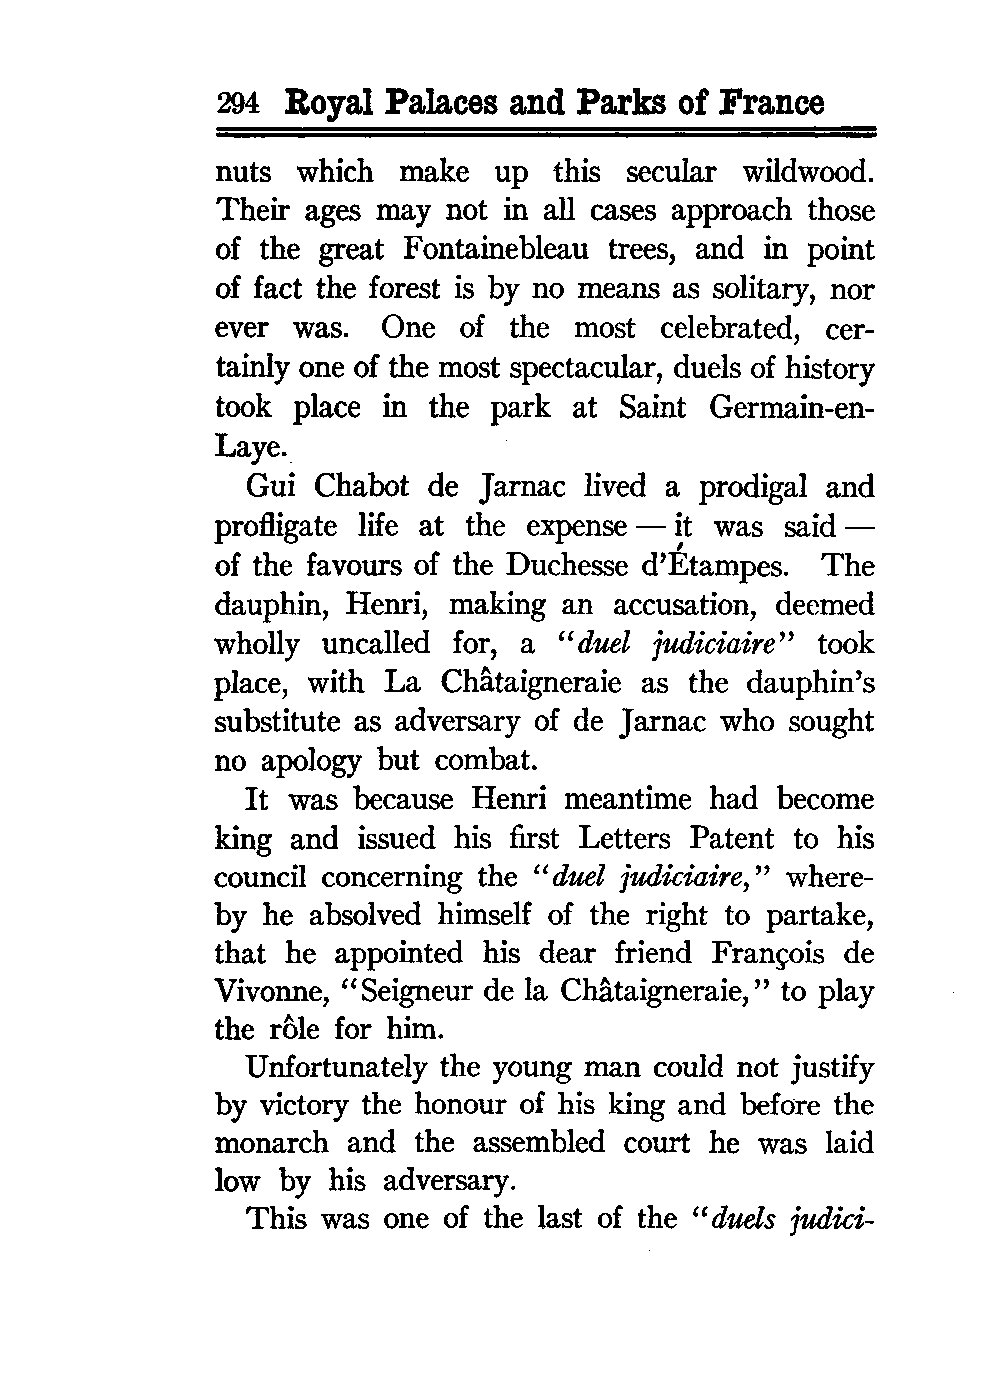 294 Royal Palaces and Parks of France
nuts which make up this secular wildwood.
Their ages may not in all cases approach those
of the great Fontainebleau trees, and in point
of fact the forest is by no means as solitary, nor
ever was. One of the most celebrated, cer-
tainly one of the most spectacular, duels of history
took place in the park at Saint Germain-en-
Laye.
Gui Chabot de Jarnac lived a prodigal and
profligate life at the expense — it was said —
of the favours of the Duchesse d'Étampes. The
dauphin, Henri, making an accusation, deemed
wholly uncalled for, a "duel judiciaire" took
place, with La Châtaigneraie as the dauphin's
substitute as adversary of de Jarnac who sought
no apology but combat.
It was because Henri meantime had become
king and issued his first Letters Patent to his
council concerning the "duel judiciaire," where-
by he absolved himself of the right to partake,
that he appointed his dear friend François de
Vivonne, "Seigneur de la Châtaigneraie," to play
the rôle for him.
Unfortunately the young man could not justify
by victory the honour of his king and before the
monarch and the assembled court he was laid
low by his adversary.
This was one of the last of the "duels judici-